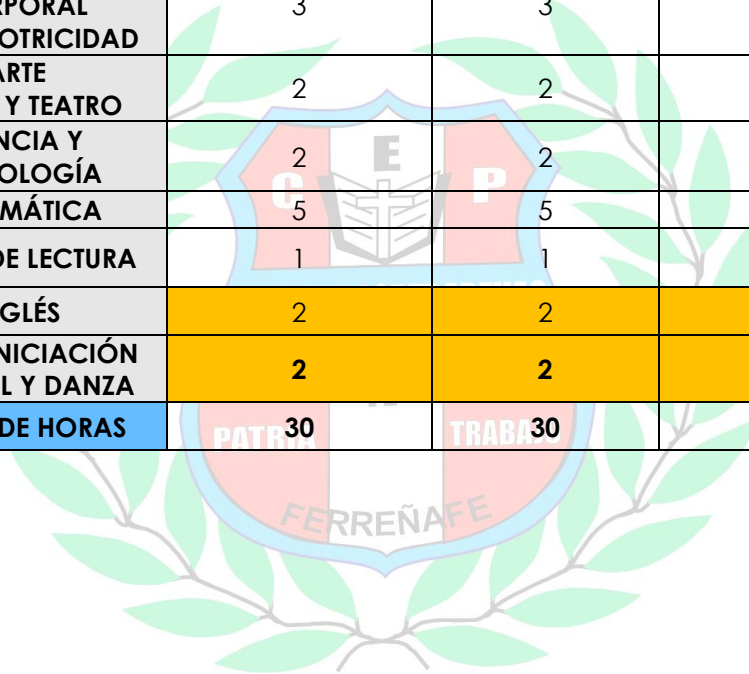 RPORAL 3 3
OTRICIDAD
ARTE
Y TEATRO 2 2
NCIA Y
OLOGÍA 2 2
MÁTICA 5 5
DE LECTURA 1 1
GLÉS 2 2
NICIACIÓN
L Y DANZA 2 2
DE HORAS 30 30
C E P
PATRIA TRABAJO
FERREÑAFE